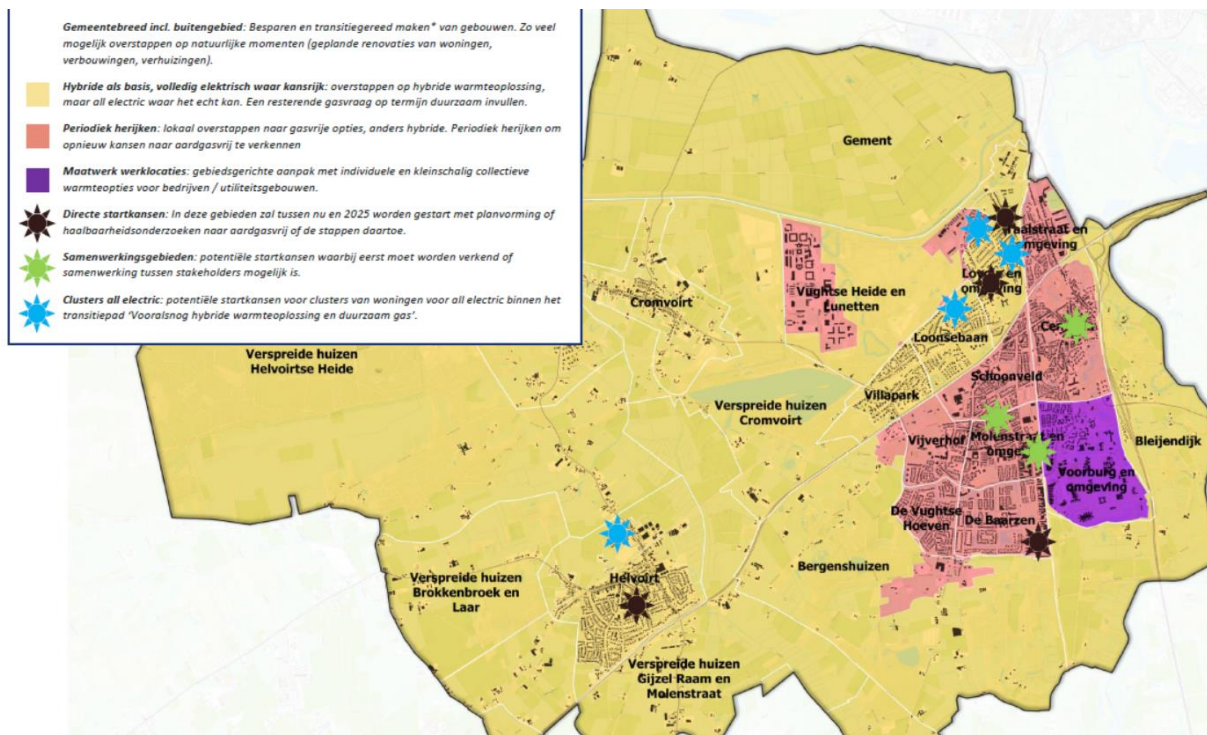 Gemeentebreed incl. buitengebied: Besparen en transitiegereed maken* van gebouwen. Zo veel
mogelijk overstappen op natuurlijke momenten (geplande renovaties van woningen,
verbouwingen, verhuizingen).
Hybride als basis, volledig elektrisch waar kansrijk: overstappen op hybride warmteoplossing,
maar all electric waar het echt kan. Een resterende gasvraag op termijn duurzaam invullen.
Periodiek herijken: lokaal overstappen naar gasvrije opties, anders hybride. Periodiek herijken om
opnieuw kansen naar aardgasvrij te verkennen
Maatwerk werklocaties: gebiedsgerichte aanpak met individuele en kleinschalig collectieve
warmteopties voor bedrijven / utiliteitsgebouwen.
Directe startkansen: In deze gebieden zal tussen nu en 2025 worden gestart met planvorming of
haalbaarheidsonderzoeken naar aardgasvrij of de stappen daartoe.
Samenwerkingsgebieden: potentiële startkansen waarbij eerst moet worden verkend of
samenwerking tussen stakeholders mogelijk is.
Clusters all electric: potentiële startkansen voor clusters van woningen voor all electric binnen het
transitiepad 'Vooralsnog hybride warmteoplossing en duurzaam gas'.
Gement
en
Vughtse Heide en
Lunetten
Cromvoirt
Loonsebaan
Verspreide huizen
Helvoirtse Heide
Schoonveld
Villapark
Verspreide huizen
Cromvoirt
Vijverhof
Molenstraat en
Bleijendijk
Voorburg en
omgeving
De Vughtse
Hoeven
De Baarzen
Bergenshuizen
Helvoirt
Verspreide huizen
Brokkenbroek en
Laar
Verspreide huizen
Gijzel Raam en
Molenstraat